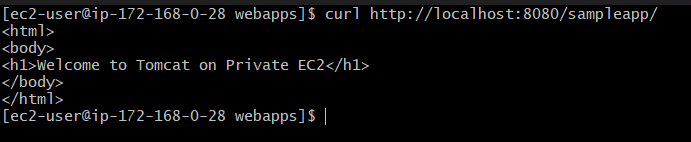 [ec2-user@ip-172-168-0-28 webapps]$ curl http://localhost:8080/sampleapp/
<html>
<body>
<h1>Welcome to Tomcat on Private EC2</h1>
</body>
</html>
[ec2-user@ip-172-168-0-28 webapps]$